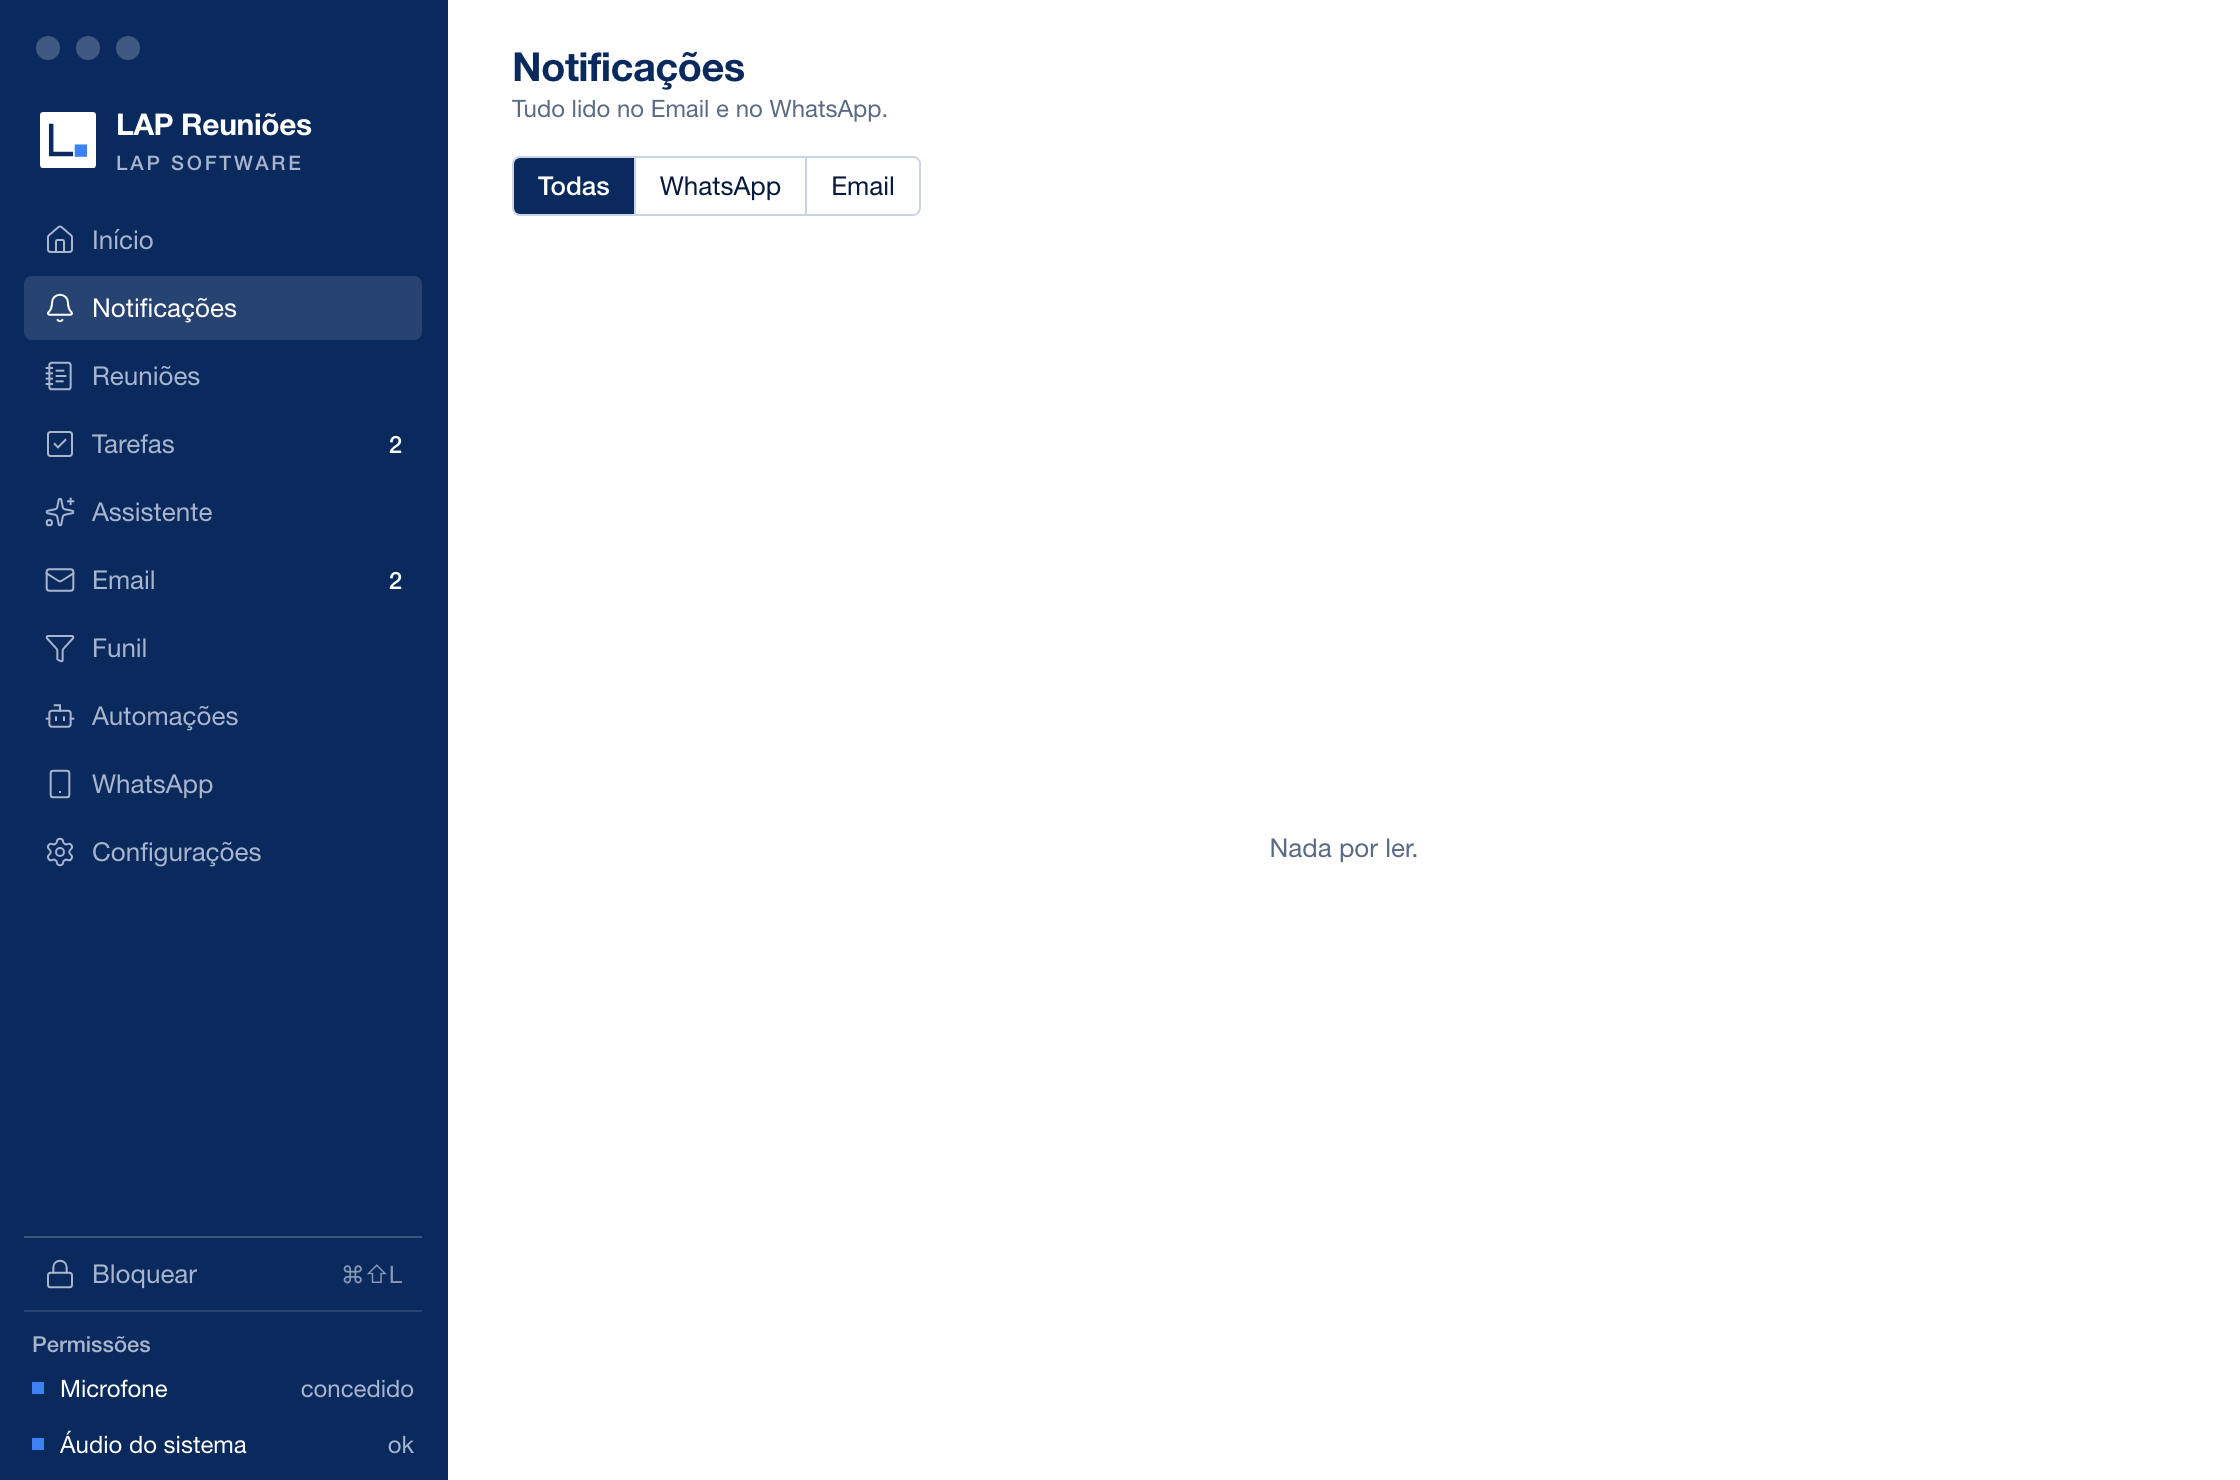 LAP Reuniões
LAP SOFTWARE
Início
Notificações
Reuniões
Tarefas 2
Assistente
Email 2
Funil
Automações
WhatsApp
Configurações
Bloquear ⌘⇧L
Permissões
Microfone concedido
Áudio do sistema ok
Notificações
Tudo lido no Email e no WhatsApp.
Todas WhatsApp Email
Nada por ler.